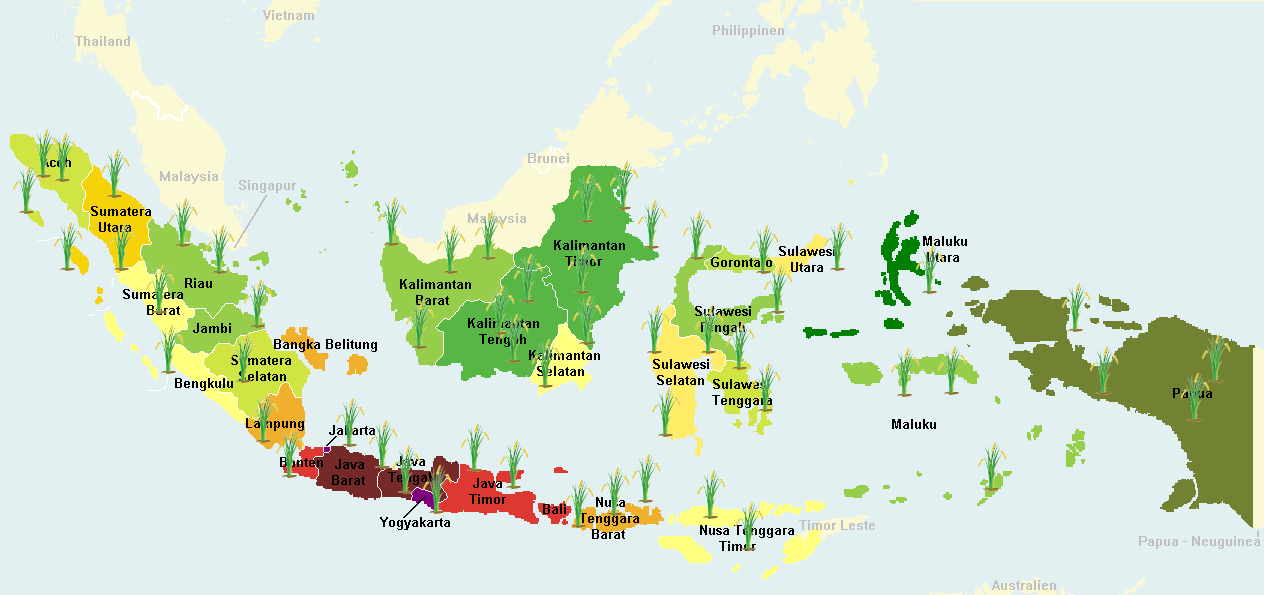 Vietnam
Thailand
Philippinen
Brunei
Malaysia
Singapur
Malaysia
Aceh
Sumatera
Utara
Riau
Sumatera
Barat
Jambi
Bangka Belitung
Sumatera
Selatan
Bengkulu
Lampung
Kalimantan
Barat
Kalimantan
Timor
Kalimantan
Tengah
Kalimantan
Selatan
Gorontalo
Sulawesi
Utara
Sulawesi
Tengah
Sulawesi
Selatan
Sulawesi
Tenggara
Maluku
Utara
Maluku
Papua
Jakarta
Banten
Java
Barat
Java
Tengah
Yogyakarta
Java
Timor
Bali
Nusa
Tenggara
Barat
Nusa Tenggara
Timor
Timor Leste
Papua - Neuguinea
Australien